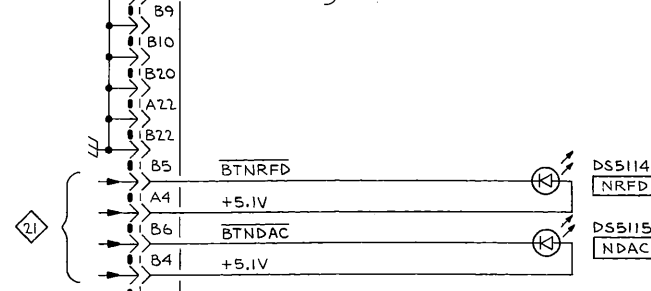 B9
B10
B20
A22
B22
B5 BTNRFD DS5114
NRFD
A4 +5.1V
B6 BTNDAC DS5115
21 NDAC
B4 +5.1V